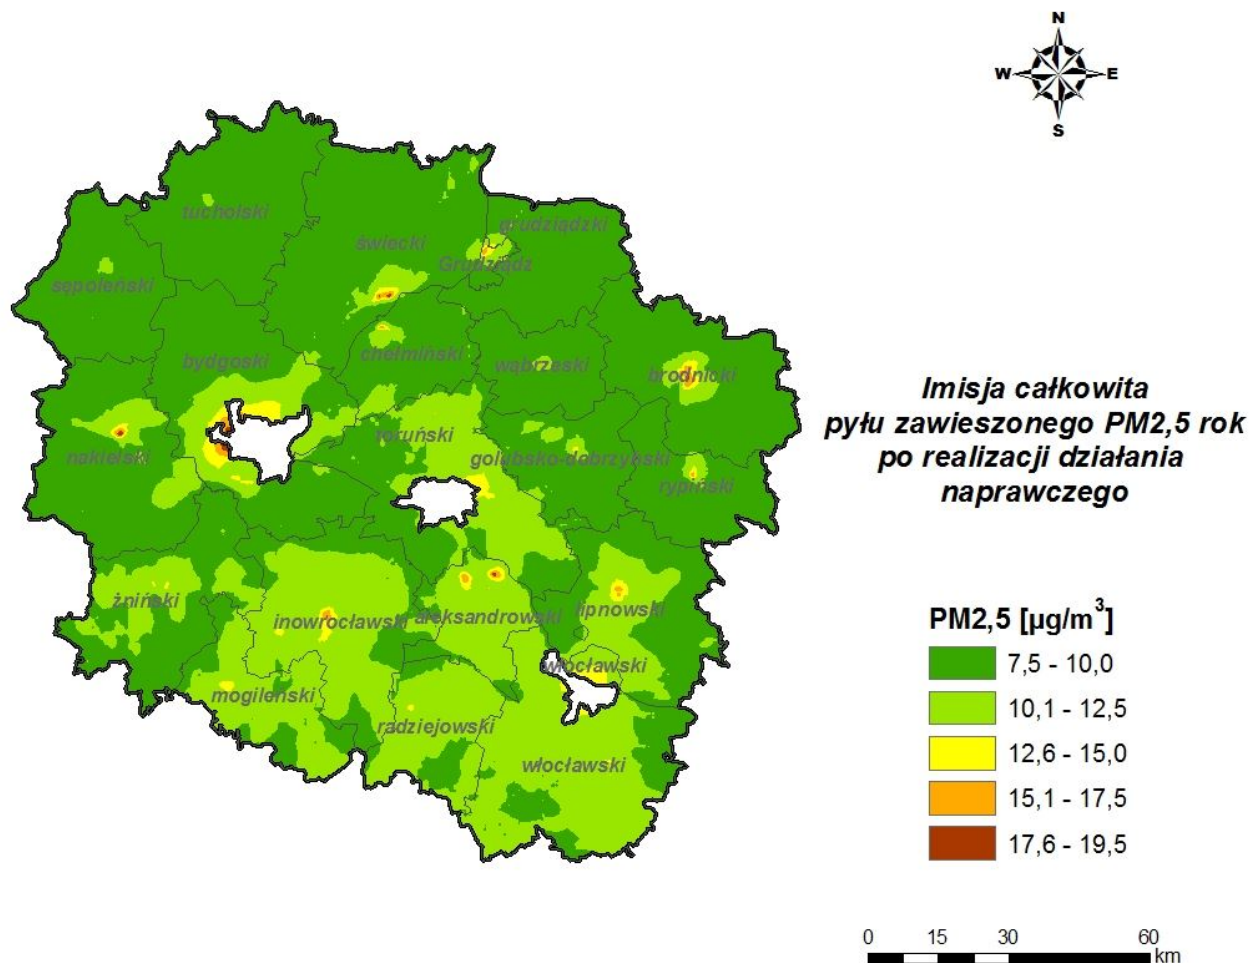 N
W E
S
tucholski
grudziądzki
świecki
Grudziądz
sępoleński
bydgoski
chełmiński
wąbrzeski
brodnicki
toruński
nakielski
golubsko-dobrzyński
rypiński
żniński
inowrocławski
aleksandrowski
lipnowski
włocławski
mogileński
radziejowski
włocławski
Imisja całkowita
pyłu zawieszonego PM2,5 rok
po realizacji działania
naprawczego
PM2,5 [µg/m³]
7,5 - 10,0
10,1 - 12,5
12,6 - 15,0
15,1 - 17,5
17,6 - 19,5
0 15 30 60
km